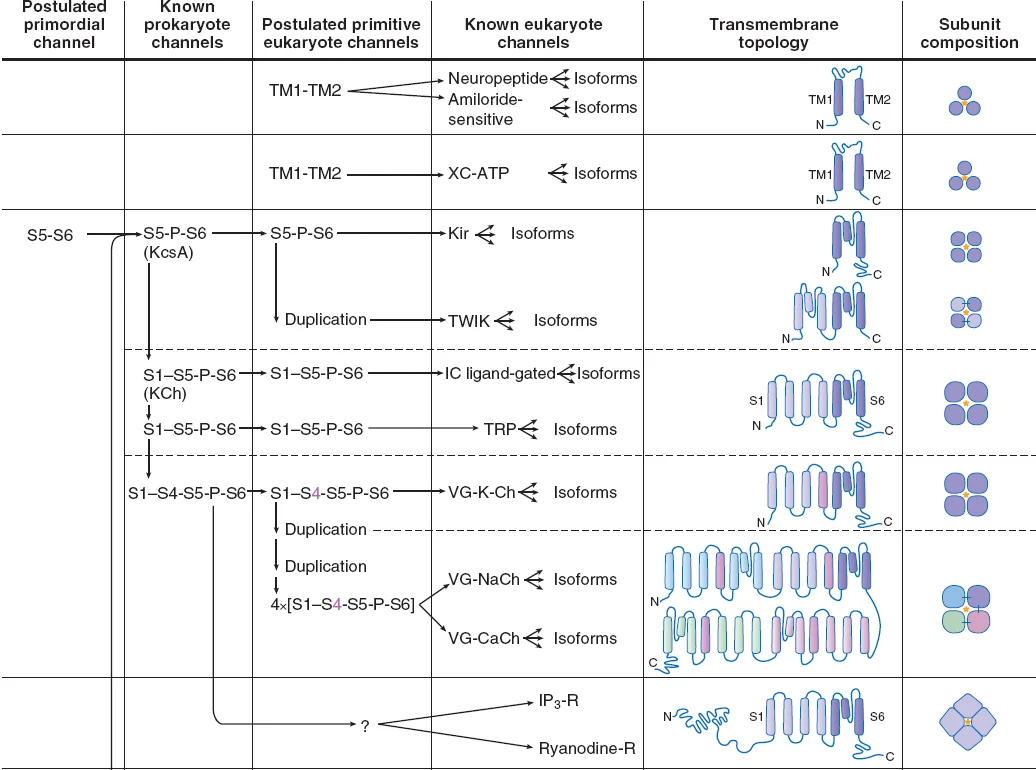 Postulated primordial channel
Known prokaryote channels
Postulated primitive eukaryote channels
Known eukaryote channels
Transmembrane topology
Subunit composition
TM1-TM2
Neuropeptide
Isoforms
Amiloride-
sensitive
Isoforms
TM1
TM2
N
C
TM1-TM2
XC-ATP
Isoforms
TM1
TM2
N
C
S5-S6
S5-P-S6
(KcsA)
S5-P-S6
Kir
Isoforms
N
C
Duplication
TWIK
Isoforms
N
C
S1–S5-P-S6
(KCh)
S1–S5-P-S6
IC ligand-gated
Isoforms
S1
S6
N
C
S1–S5-P-S6
S1–S5-P-S6
TRP
Isoforms
S1–S4-S5-P-S6
S1–S4-S5-P-S6
VG-K-Ch
Isoforms
N
C
Duplication
Duplication
4×[S1–S4-S5-P-S6]
VG-NaCh
Isoforms
VG-CaCh
Isoforms
N
C
?
IP3-R
Ryanodine-R
N
S1
S6
C